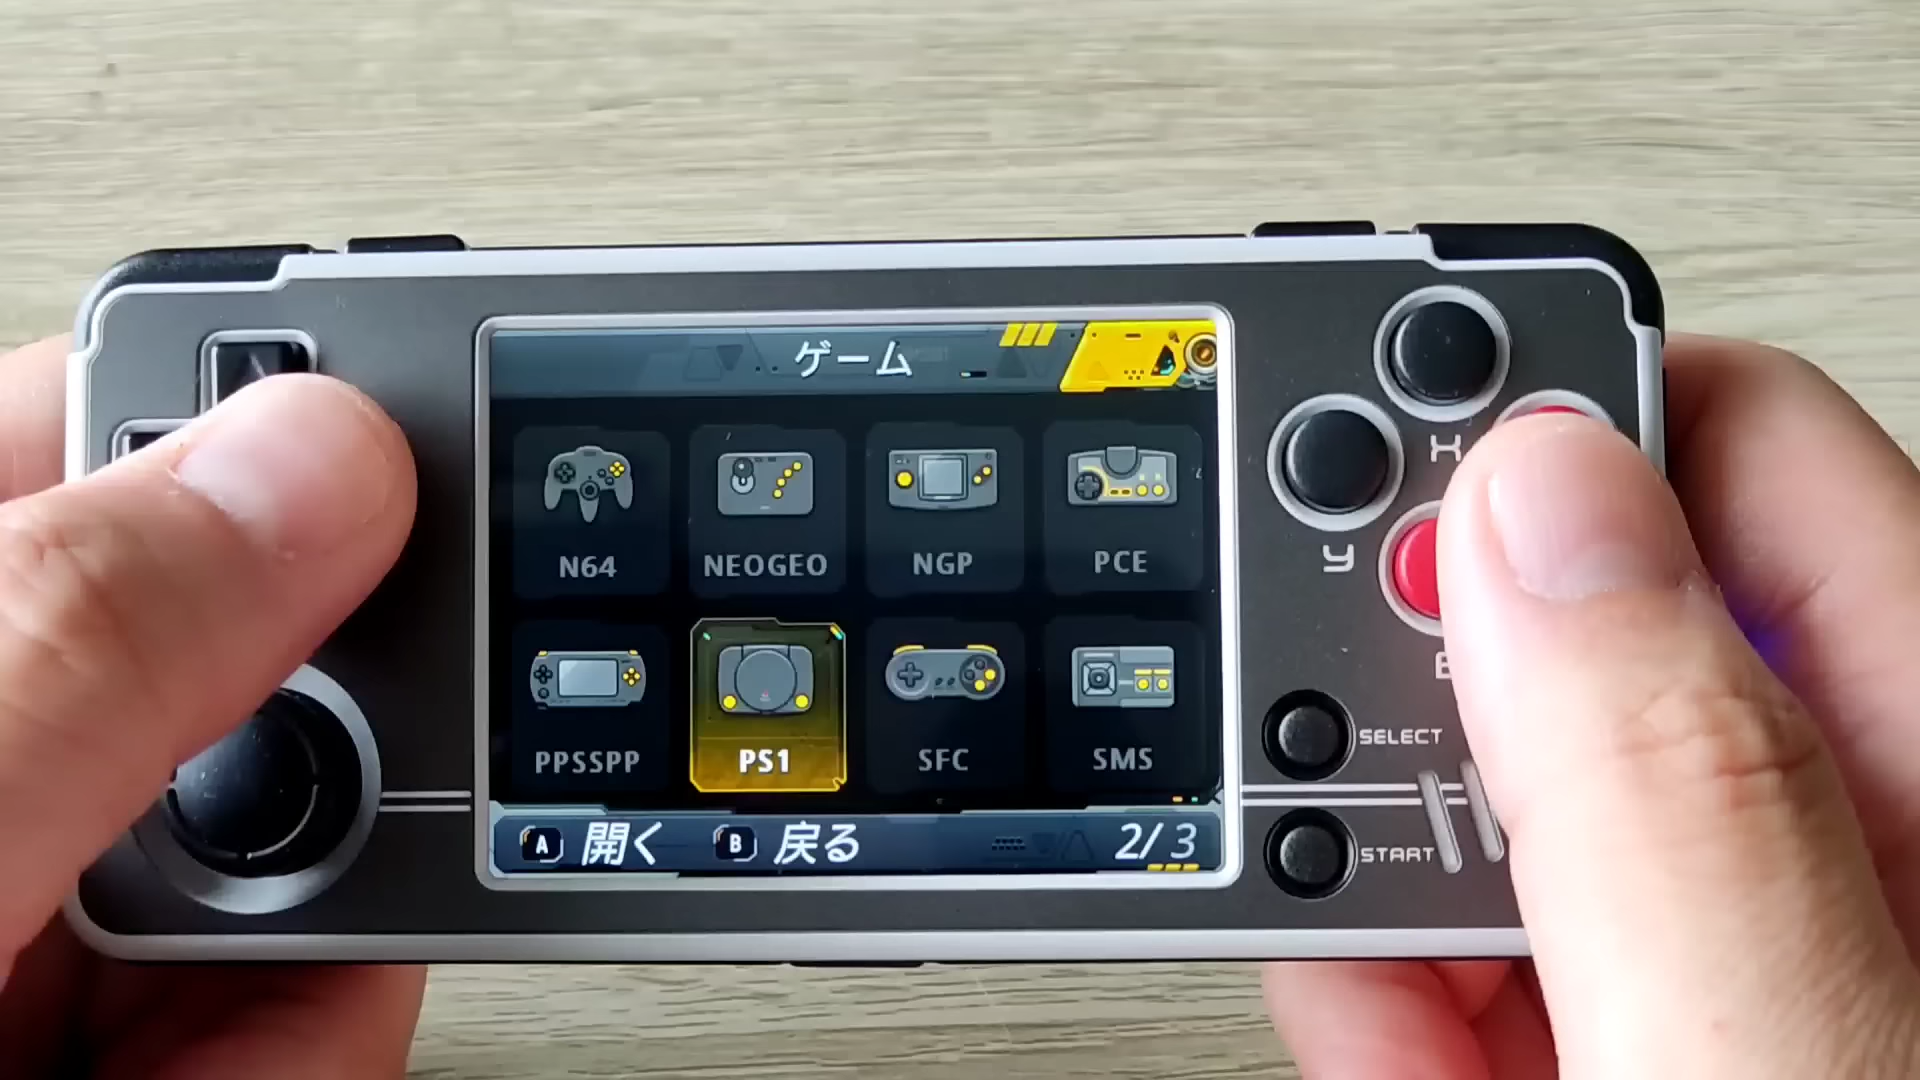 ゲーム
N64 NEOGEO NGP PCE
PPSSPP PS1 SFC SMS
A 開く B 戻る 2/3
X
Y
SELECT
START